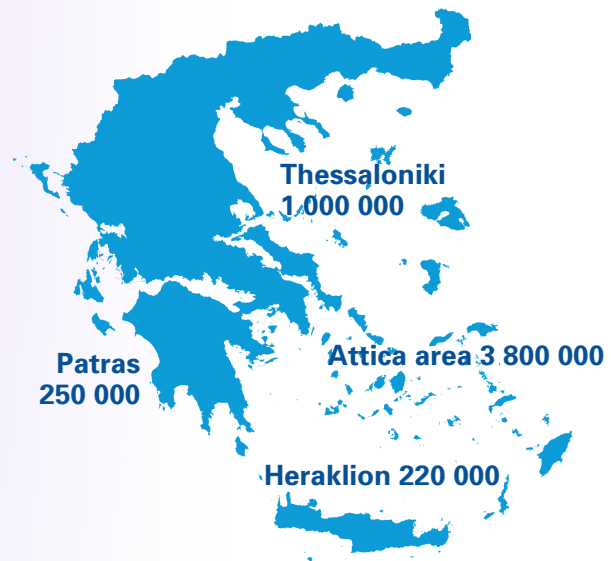 Thessaloniki
1 000 000
Attica area 3 800 000
Patras
250 000
Heraklion 220 000